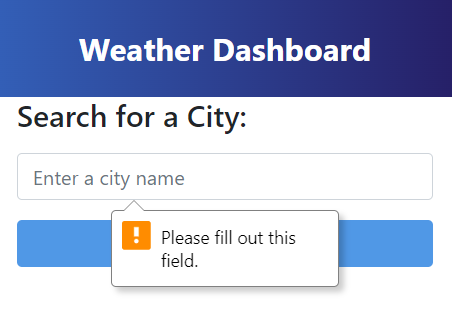 Weather Dashboard
Search for a City:
Enter a city name
Please fill out this
field.